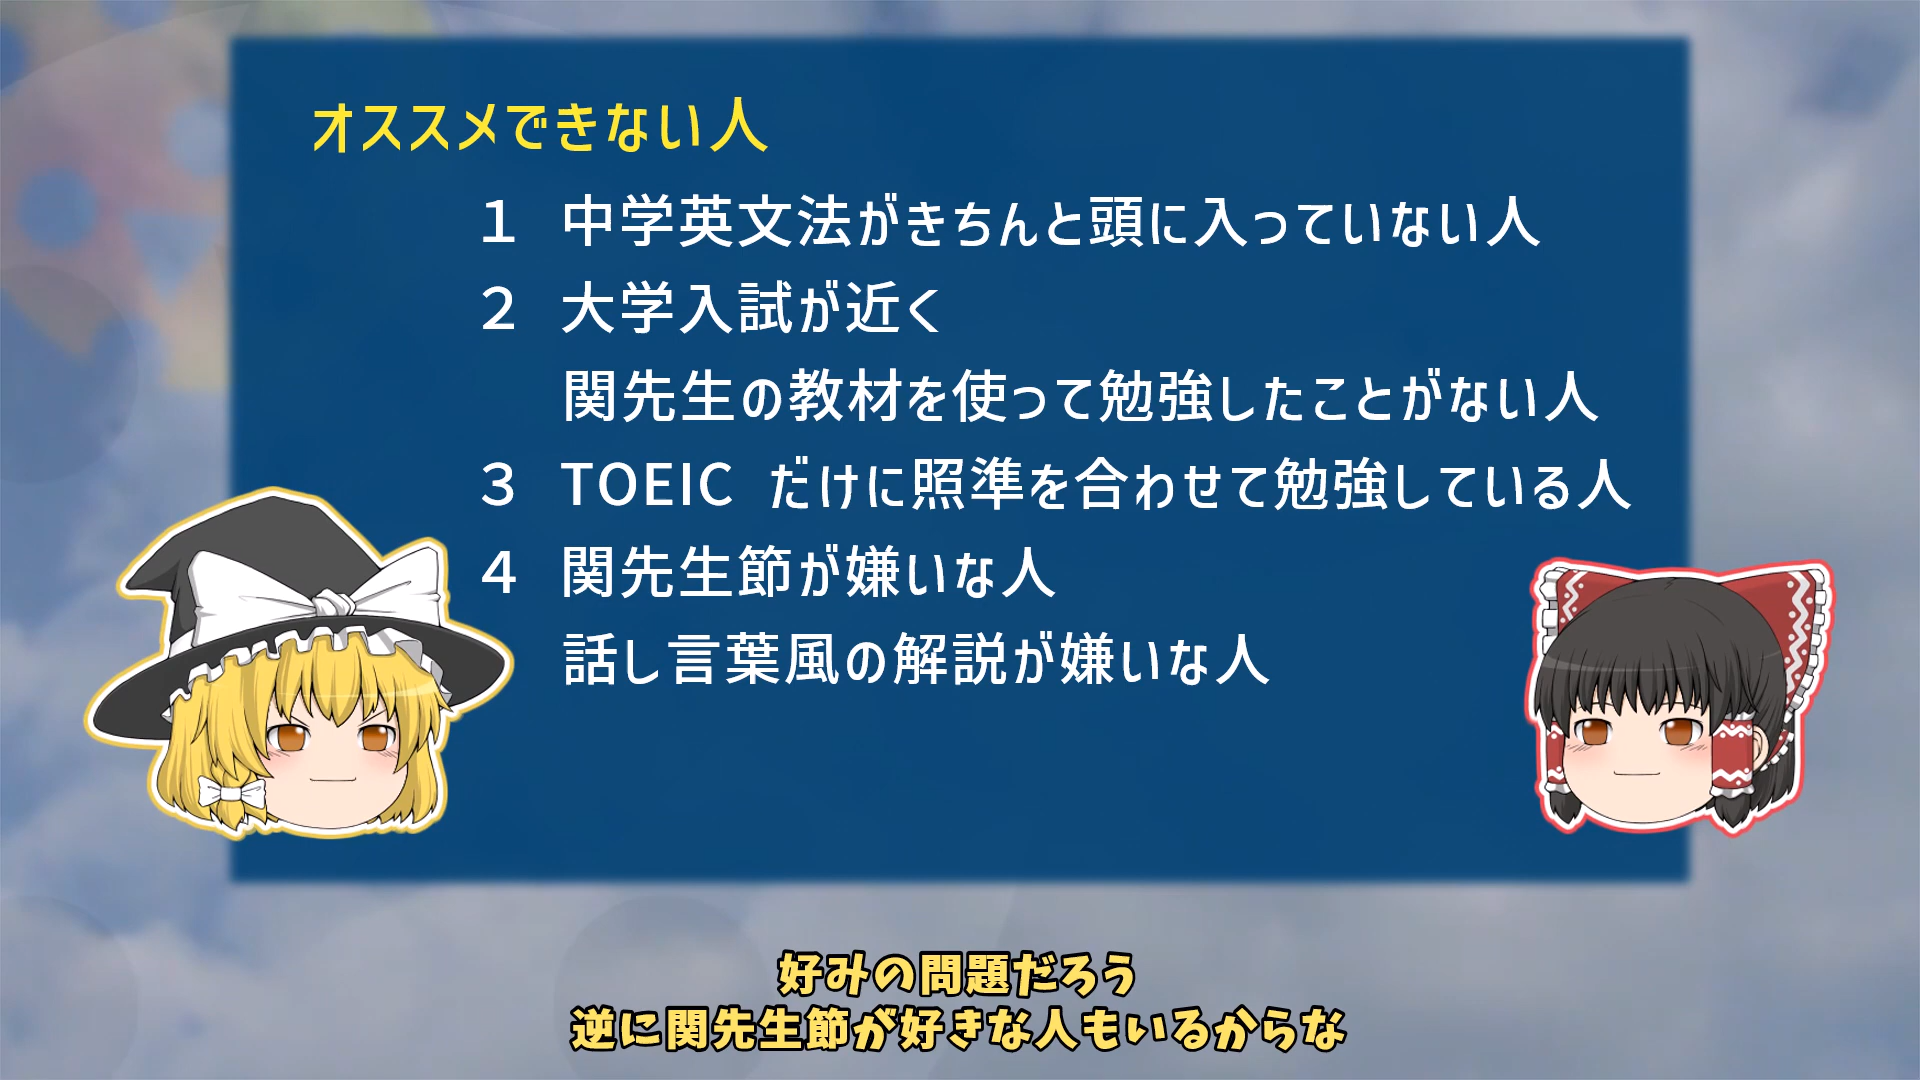 オススメできない人
１ 中学英文法がきちんと頭に入っていない人
２ 大学入試が近く
関先生の教材を使って勉強したことがない人
３ TOEIC だけに照準を合わせて勉強している人
４ 関先生節が嫌いな人
話し言葉風の解説が嫌いな人
好みの問題だろう
逆に関先生節が好きな人もいるからな